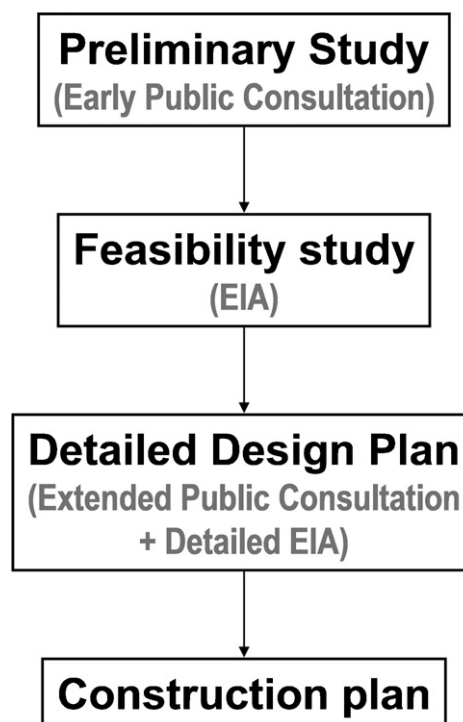 Preliminary Study
(Early Public Consultation)
Feasibility study
(EIA)
Detailed Design Plan
(Extended Public Consultation
+ Detailed EIA)
Construction plan